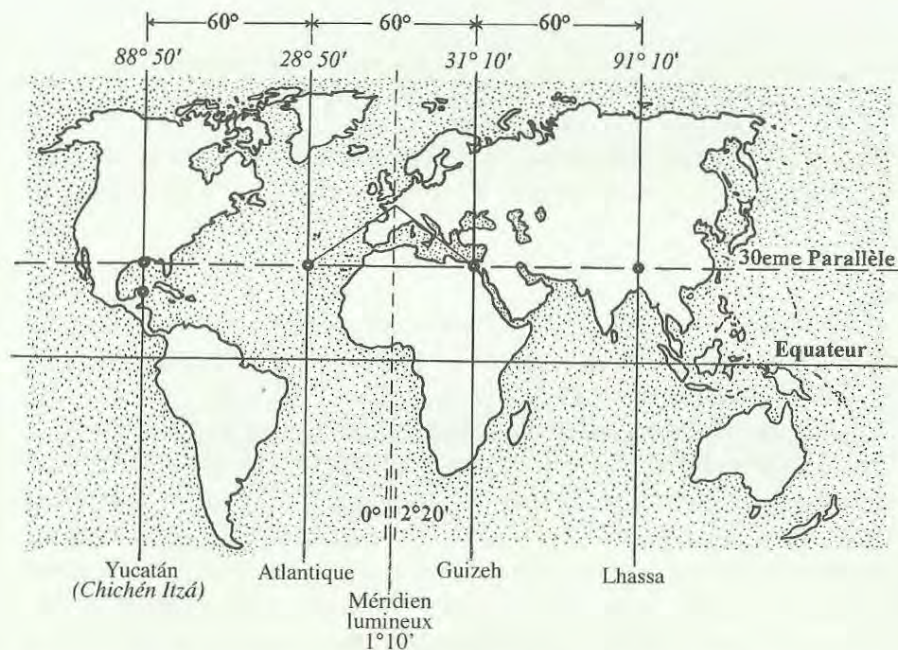 60° 60° 60°
88° 50' 28° 50' 31° 10' 91° 10'
30eme Parallèle
Equateur
0° 2°20'
Yucatán Atlantique Guizeh Lhassa
(Chichén Itzá)
Méridien
lumineux
1°10'